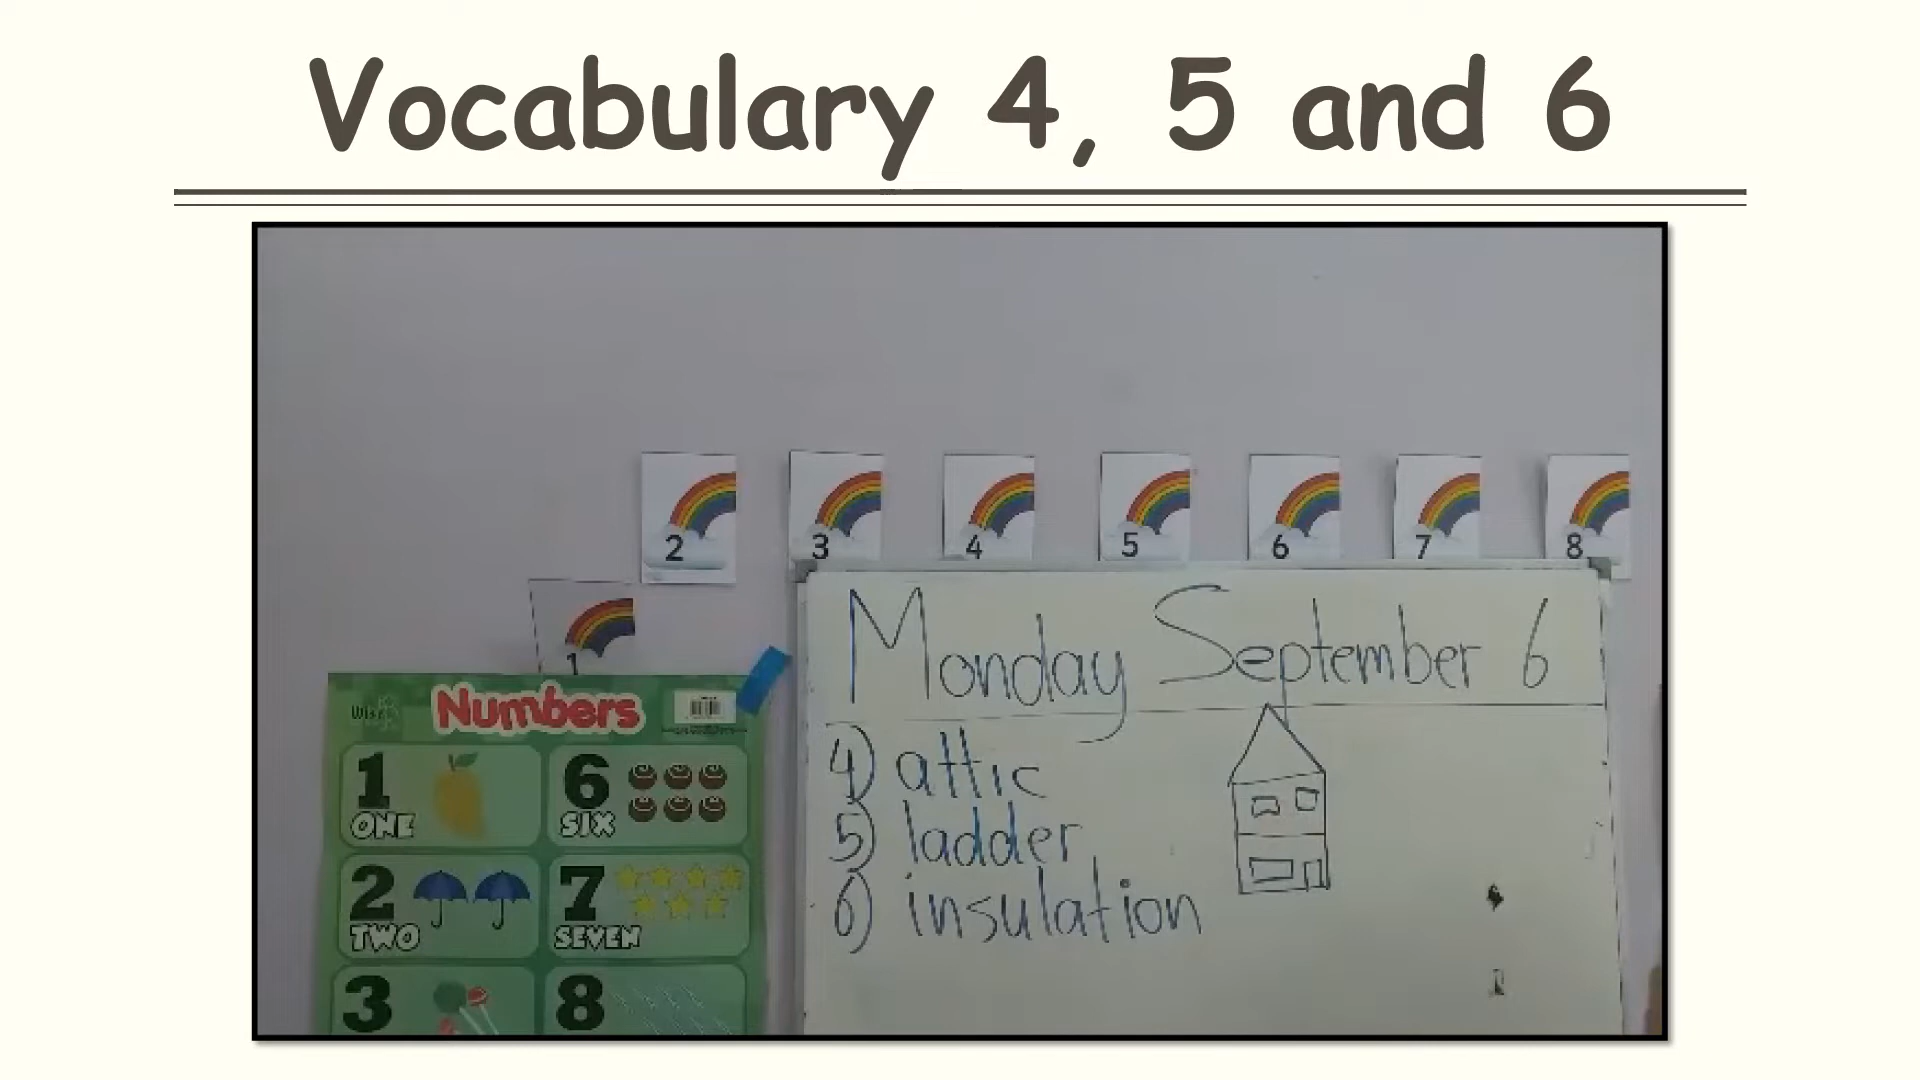 Vocabulary 4, 5 and 6
2 3 4 5 6 7 8
1
Monday September 6
4) attic
5) ladder
6) insulation
Numbers
1 ONE
6 SIX
2 TWO
7 SEVEN
3
8